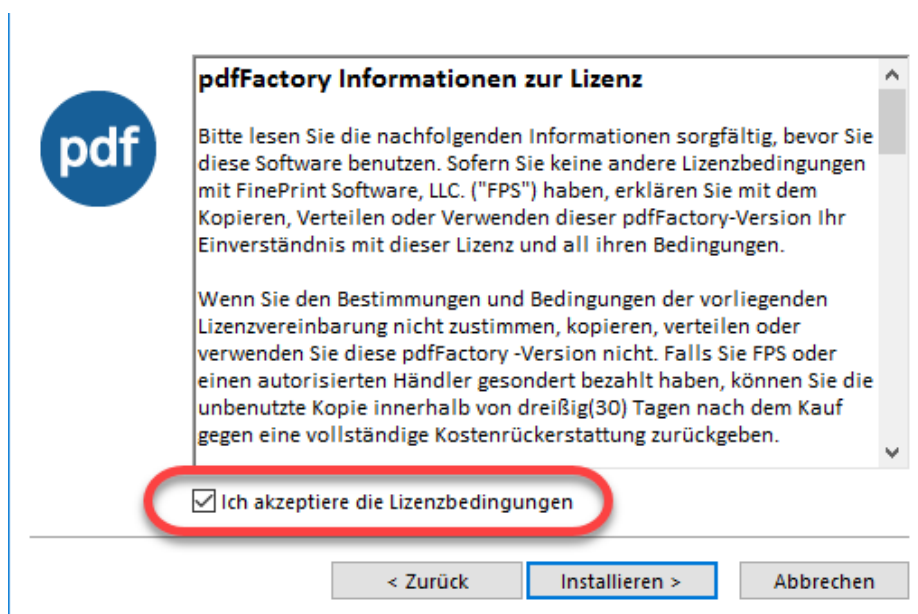 pdf
pdfFactory Informationen zur Lizenz
Bitte lesen Sie die nachfolgenden Informationen sorgfältig, bevor Sie
diese Software benutzen. Sofern Sie keine andere Lizenzbedingungen
mit FinePrint Software, LLC. ("FPS") haben, erklären Sie mit dem
Kopieren, Verteilen oder Verwenden dieser pdfFactory-Version Ihr
Einverständnis mit dieser Lizenz und all ihren Bedingungen.
Wenn Sie den Bestimmungen und Bedingungen der vorliegenden
Lizenzvereinbarung nicht zustimmen, kopieren, verteilen oder
verwenden Sie diese pdfFactory -Version nicht. Falls Sie FPS oder
einen autorisierten Händler gesondert bezahlt haben, können Sie die
unbenutzte Kopie innerhalb von dreißig(30) Tagen nach dem Kauf
gegen eine vollständige Kostenrückerstattung zurückgeben.
Ich akzeptiere die Lizenzbedingungen
< Zurück Installieren > Abbrechen